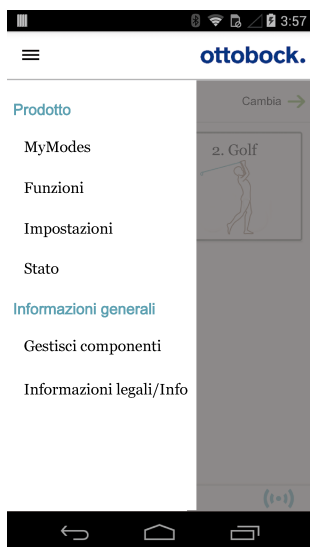 3:57
ottobock.
Prodotto
Cambia
MyModes
2. Golf
Funzioni
Impostazioni
Stato
Informazioni generali
Gestisci componenti
Informazioni legali/Info